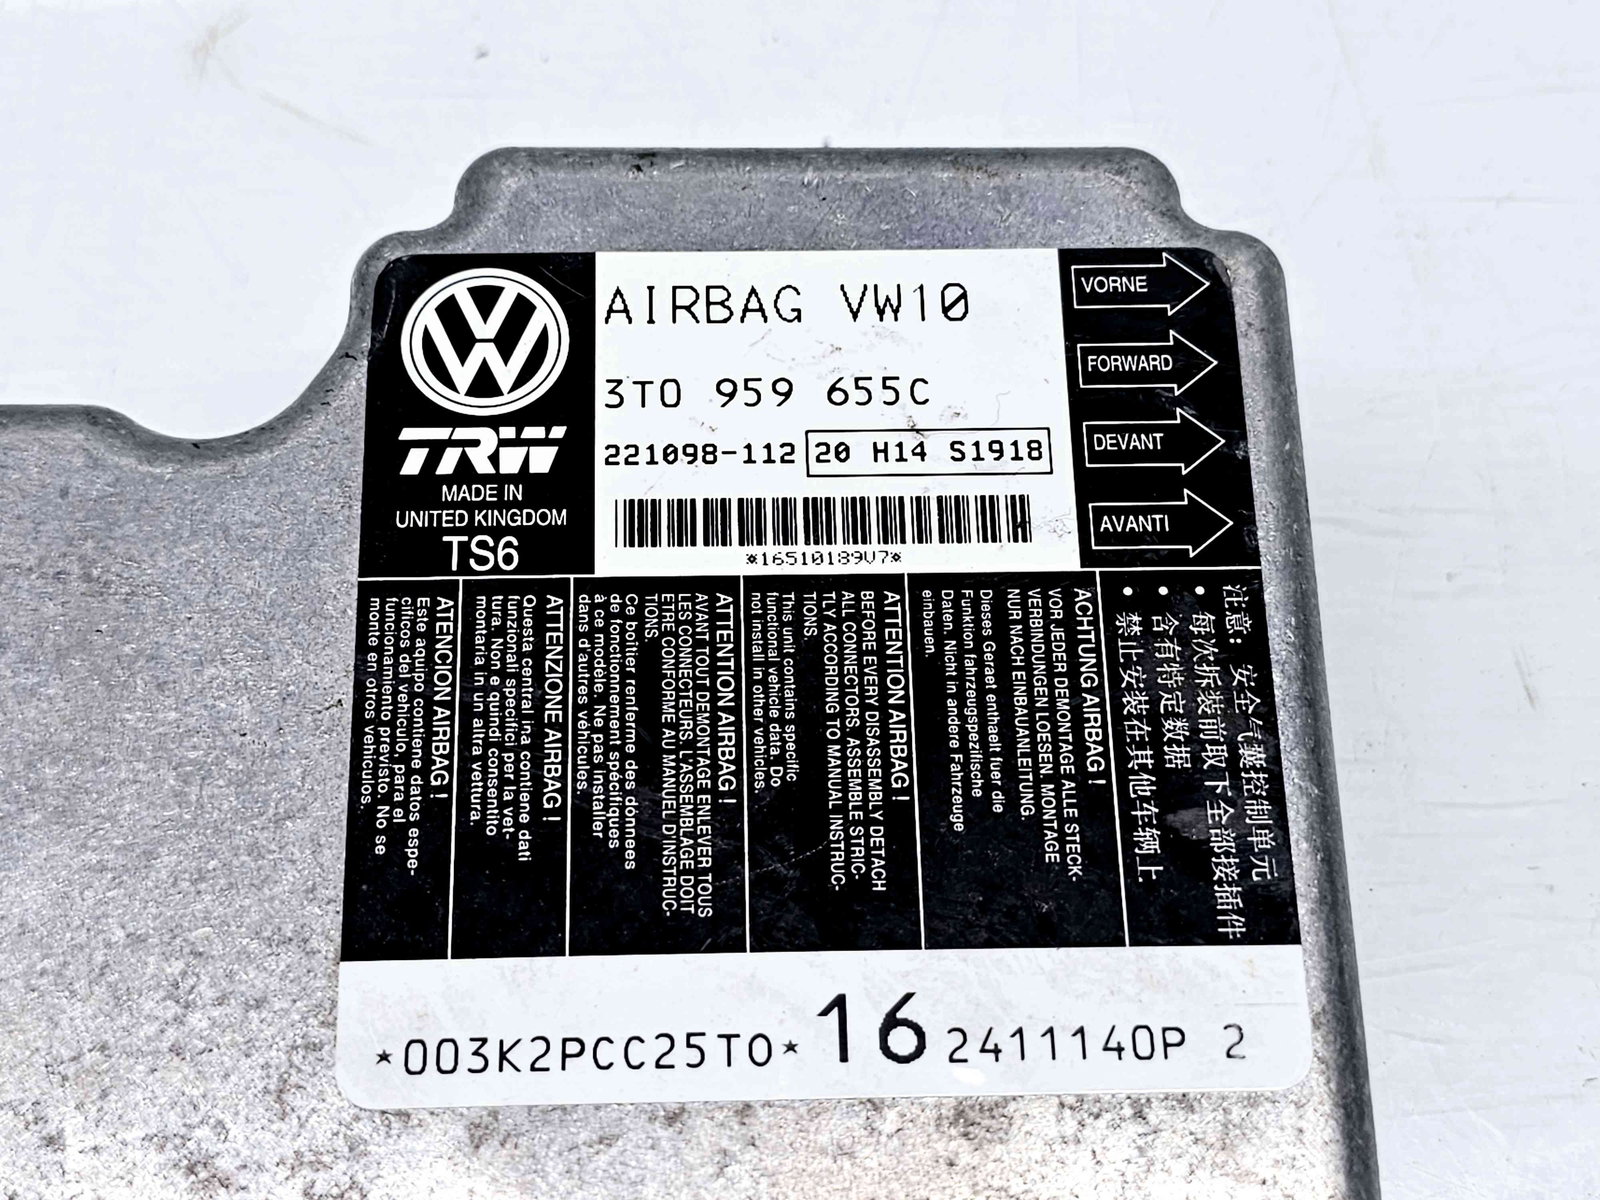 AIRBAG VW10
3T0 959 655C
221098-112 20 H14 S1918
*16510189V7*
VW
TRW
MADE IN
UNITED KINGDOM
TS6
VORNE
FORWARD
DEVANT
AVANTI
注意: 安全气囊控制单元
• 每次拆装前取下全部接插件
• 含有特定数据
• 禁止安装在其他车辆上
ACHTUNG AIRBAG !
VOR JEDER DEMONTAGE ALLE STECK-
VERBINDUNGEN LOESEN. MONTAGE
NUR NACH EINBAUANLEITUNG.
Dieses Geraet enthaelt fuer die
Funktion fahrzeugspezifische
Daten. Nicht in andere Fahrzeuge
einbauen.
ATTENTION AIRBAG !
BEFORE EVERY DISASSEMBLY DETACH
ALL CONNECTORS. ASSEMBLE STRIC-
TLY ACCORDING TO MANUAL INSTRUC-
TIONS.
This unit contains specific
functional vehicle data. Do
not install in other vehicles.
ATTENTION AIRBAG !
AVANT TOUT DEMONTAGE ENLEVER TOUS
LES CONNECTEURS. L'ASSEMBLAGE DOIT
ETRE CONFORME AU MANUEL D'INSTRUC-
TIONS.
Ce boîtier renferme des données
de fonctionnement spécifiques
à ce modèle. Ne pas installer
dans d'autres véhicules.
ATTENZIONE AIRBAG !
Questa central ina contiene dati
funzionali specifici per la vet-
tura. Non e quindi consentito
montaria in un altra vettura.
ATENCION AIRBAG !
Este aquipo contiene datos espe-
cificos del vehículo, para el
funcionamiento previsto. No se
monte en otros vehiculos.
*003K2PCC25T0* 16 2411140P 2